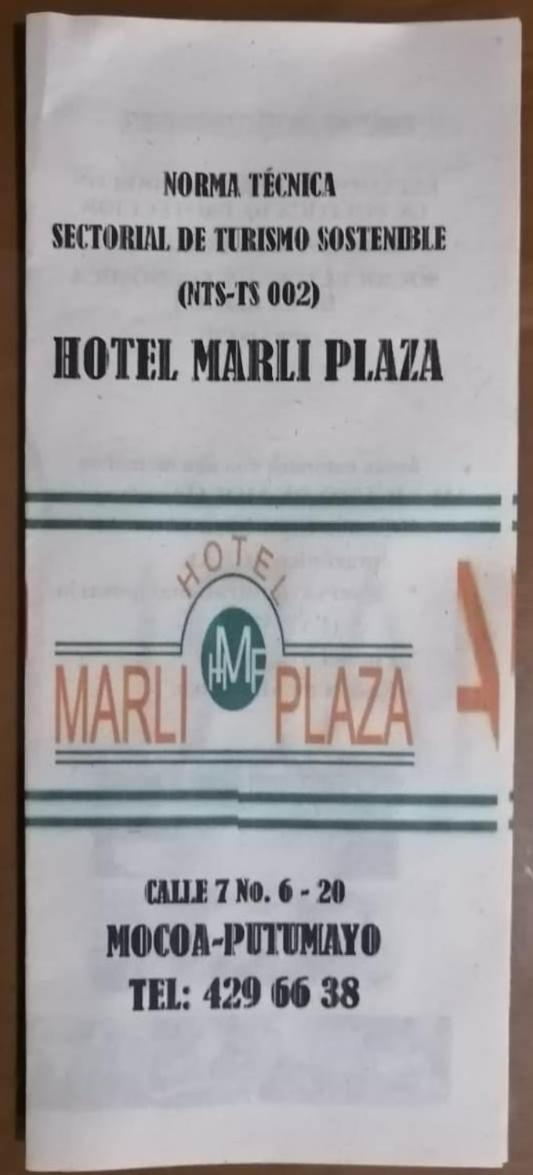 NORMA TÉCNICA
SECTORIAL DE TURISMO SOSTENIBLE
(NTS-TS 002)
HOTEL MARLI PLAZA
HOTEL
HMP
MARLI PLAZA
CALLE 7 No. 6 - 20
MOCOA-PUTUMAYO
TEL: 429 66 38